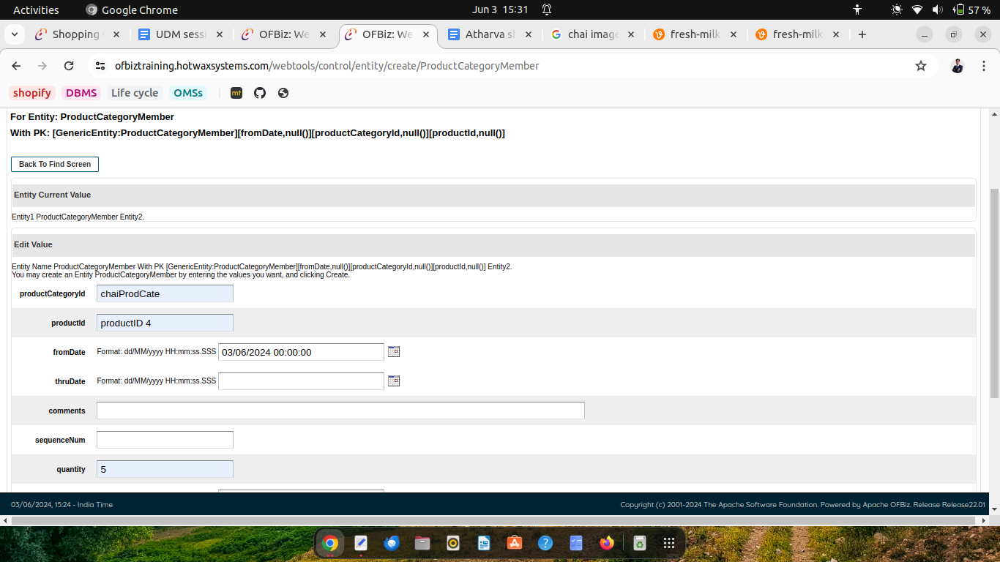 Activities Google Chrome Jun 3 15:31 57 %
Shopping UDM sessi OFBiz: We OFBiz: We Atharva sh chai image fresh-milk fresh-milk
ofbiztraining.hotwaxsystems.com/webtools/control/entity/create/ProductCategoryMember
shopify DBMS Life cycle OMSs mt
For Entity: ProductCategoryMember
With PK: [GenericEntity:ProductCategoryMember][fromDate,null()][productCategoryId,null()][productId,null()]
Back To Find Screen
Entity Current Value
Entity1 ProductCategoryMember Entity2.
Edit Value
Entity Name ProductCategoryMember With PK [GenericEntity:ProductCategoryMember][fromDate,null()][productCategoryId,null()][productId,null()] Entity2.
You may create an Entity ProductCategoryMember by entering the values you want, and clicking Create.
productCategoryId chaiProdCate
productId productID 4
fromDate Format: dd/MM/yyyy HH:mm:ss.SSS 03/06/2024 00:00:00
thruDate Format: dd/MM/yyyy HH:mm:ss.SSS
comments
sequenceNum
quantity 5
03/06/2024, 15:24 - India Time Copyright (c) 2001-2024 The Apache Software Foundation. Powered by Apache OFBiz. Release Release22.01